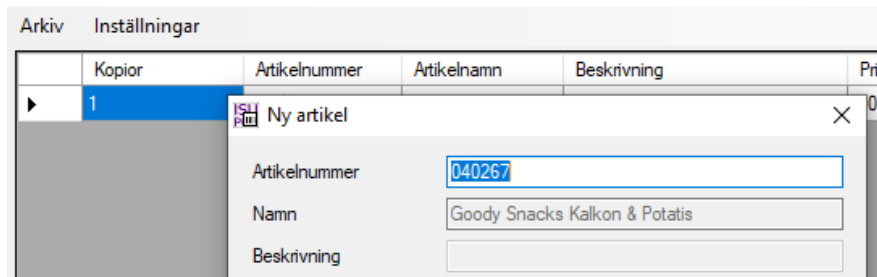 Arkiv Inställningar
Kopior Artikelnummer Artikelnamn Beskrivning
1
Ny artikel
Artikelnummer 040267
Namn Goody Snacks Kalkon & Potatis
Beskrivning